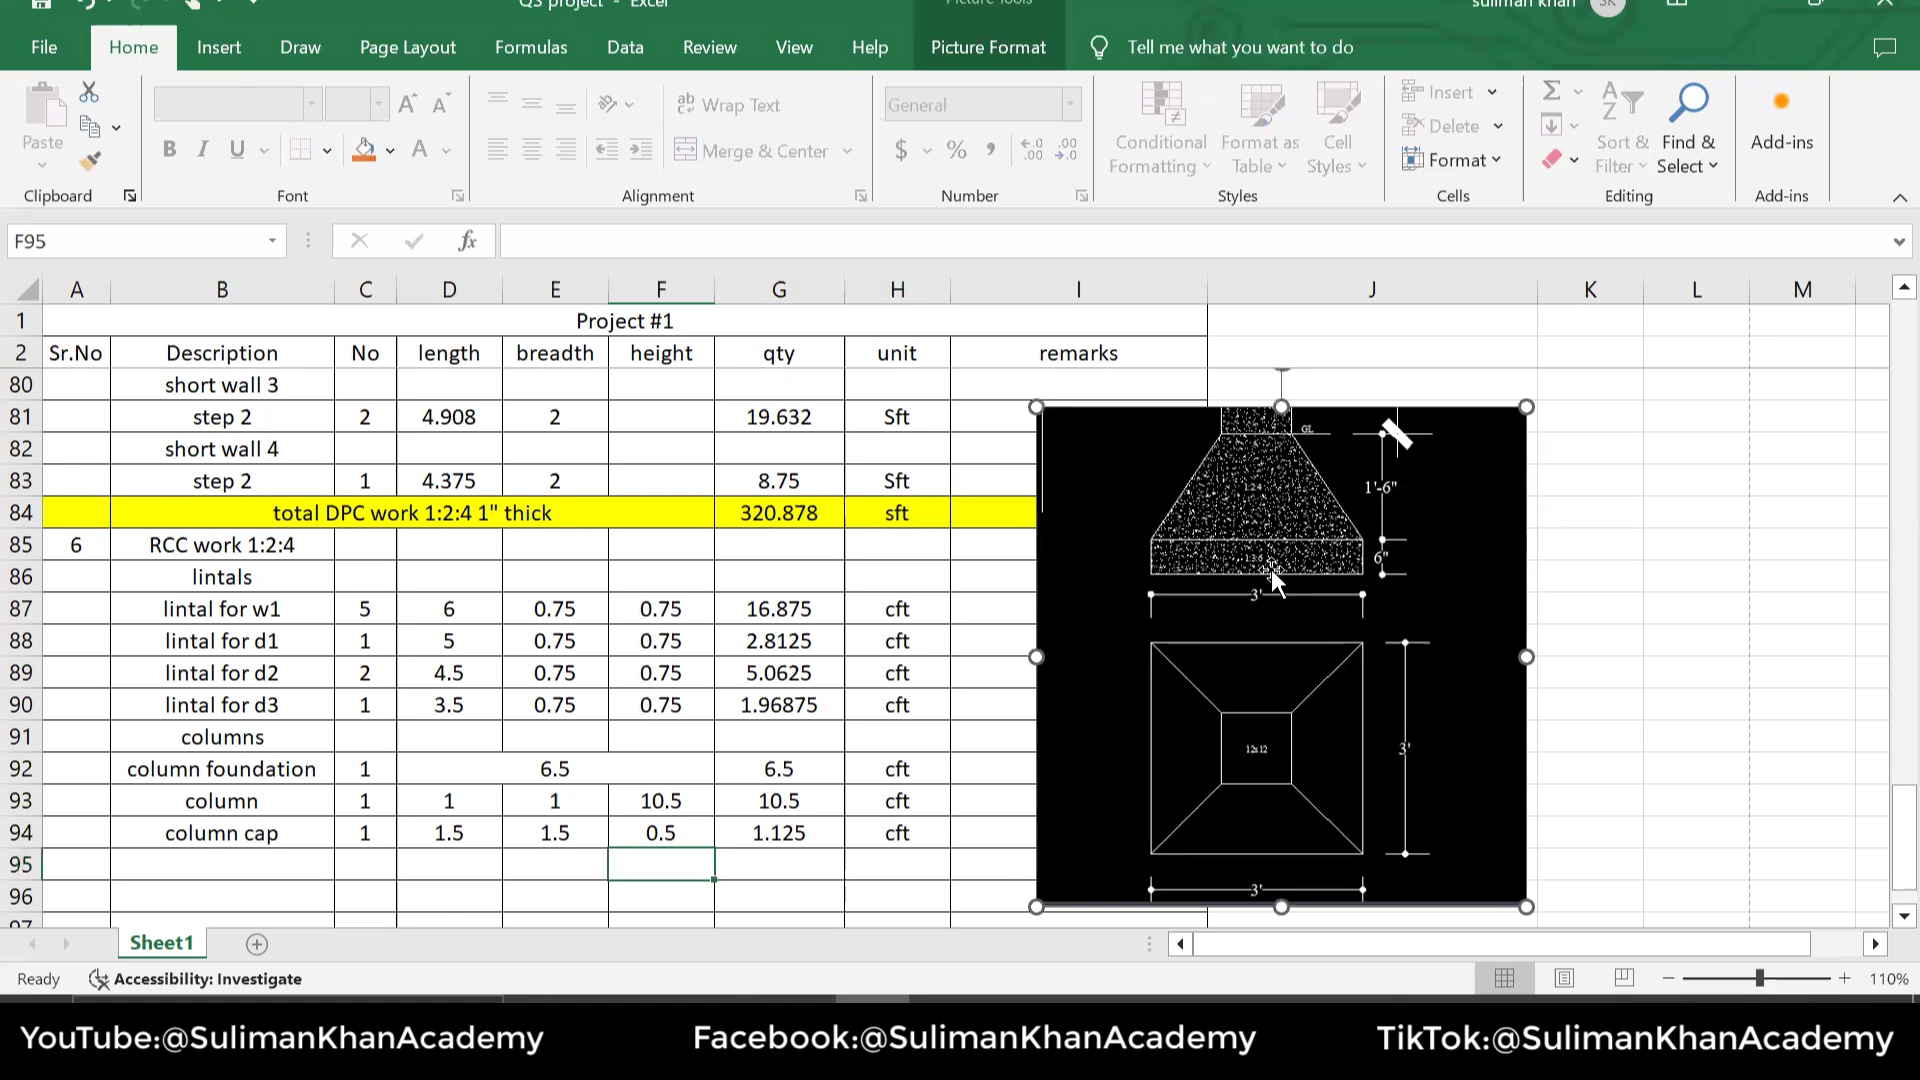 QS project - Excel
Picture Tools
suliman khan
SK
File Home Insert Draw Page Layout Formulas Data Review View Help Picture Format Tell me what you want to do
Paste
Clipboard
B I U
Font
ab Wrap Text
Merge & Center
Alignment
General
$ % ,
Number
Conditional Formatting
Format as Table
Cell Styles
Styles
Insert
Delete
Format
Cells
Sort & Filter
Find & Select
Editing
Add-ins
Add-ins
F95
fx
A B C D E F G H I J K L M
1 Project #1
2 Sr.No Description No length breadth height qty unit remarks
80 short wall 3
81 step 2 2 4.908 2 19.632 Sft
82 short wall 4
83 step 2 1 4.375 2 8.75 Sft
84 total DPC work 1:2:4 1" thick 320.878 sft
85 6 RCC work 1:2:4
86 lintals
87 lintal for w1 5 6 0.75 0.75 16.875 cft
88 lintal for d1 1 5 0.75 0.75 2.8125 cft
89 lintal for d2 2 4.5 0.75 0.75 5.0625 cft
90 lintal for d3 1 3.5 0.75 0.75 1.96875 cft
91 columns
92 column foundation 1 6.5 6.5 cft
93 column 1 1 1 10.5 10.5 cft
94 column cap 1 1.5 1.5 0.5 1.125 cft
95
96
97
GL
1:2:4
1'-6"
6"
3'
12x12
3'
3'
Sheet1
Ready Accessibility: Investigate
110%
YouTube:@SulimanKhanAcademy Facebook:@SulimanKhanAcademy TikTok:@SulimanKhanAcademy